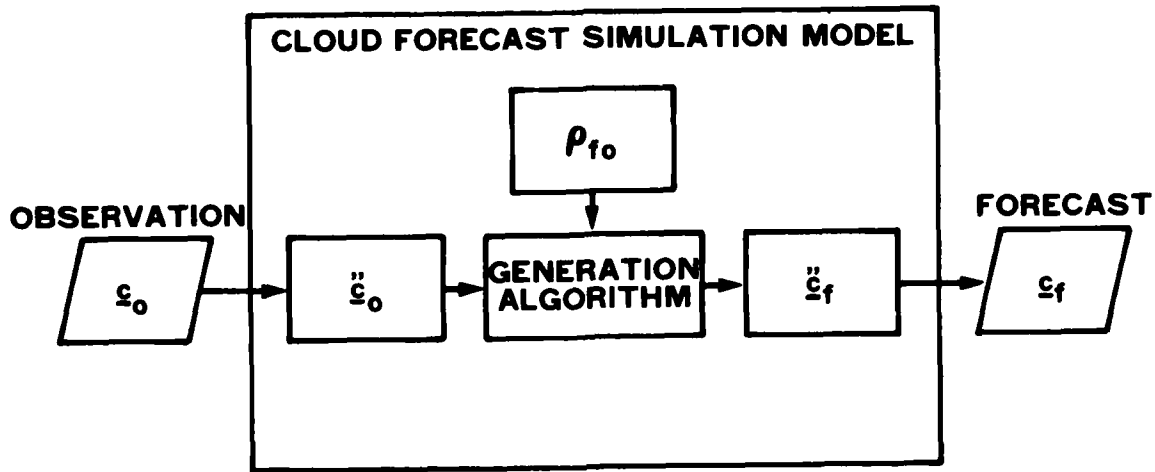 CLOUD FORECAST SIMULATION MODEL
ρfo
OBSERVATION
FORECAST
c̲o
c̲̈o
GENERATION
ALGORITHM
c̲̈f
c̲f